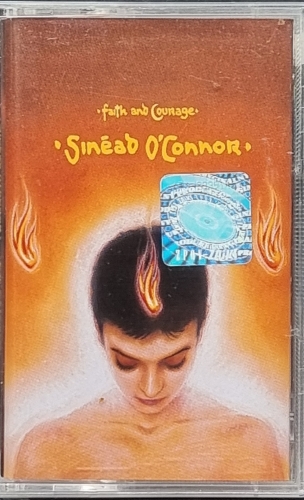 ·faith and Courage·
·Sinéad O'Connor·